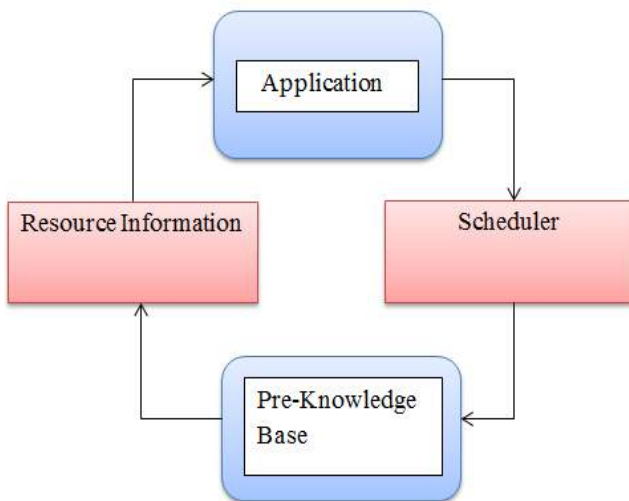 Application
Resource Information
Scheduler
Pre-Knowledge
Base